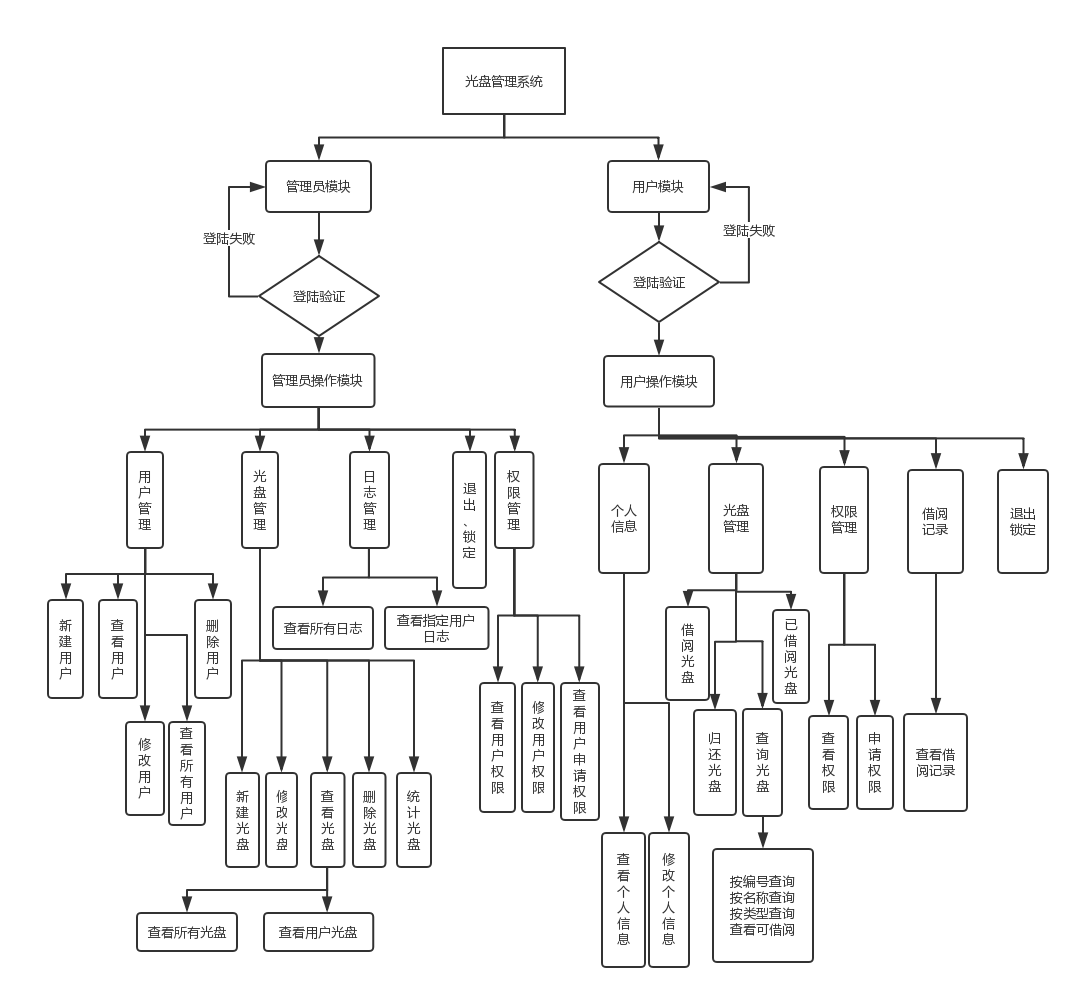 光盘管理系统
管理员模块
用户模块
登陆失败
登陆失败
登陆验证
登陆验证
管理员操作模块
用户操作模块
用户管理
光盘管理
日志管理
退出、锁定
权限管理
个人
信息
光盘
管理
权限
管理
借阅
记录
退出
锁定
新建用户
查看用户
删除用户
查看所有日志
查看指定用户
日志
借阅光盘
已借阅光盘
修改用户
查看所有用户
查看用户权限
修改用户权限
查看用户申请权限
归还光盘
查询光盘
查看权限
申请权限
查看借
阅记录
新建光盘
修改光盘
查看光盘
删除光盘
统计光盘
查看个人信息
修改个人信息
按编号查询
按名称查询
按类型查询
查看可借阅
查看所有光盘
查看用户光盘